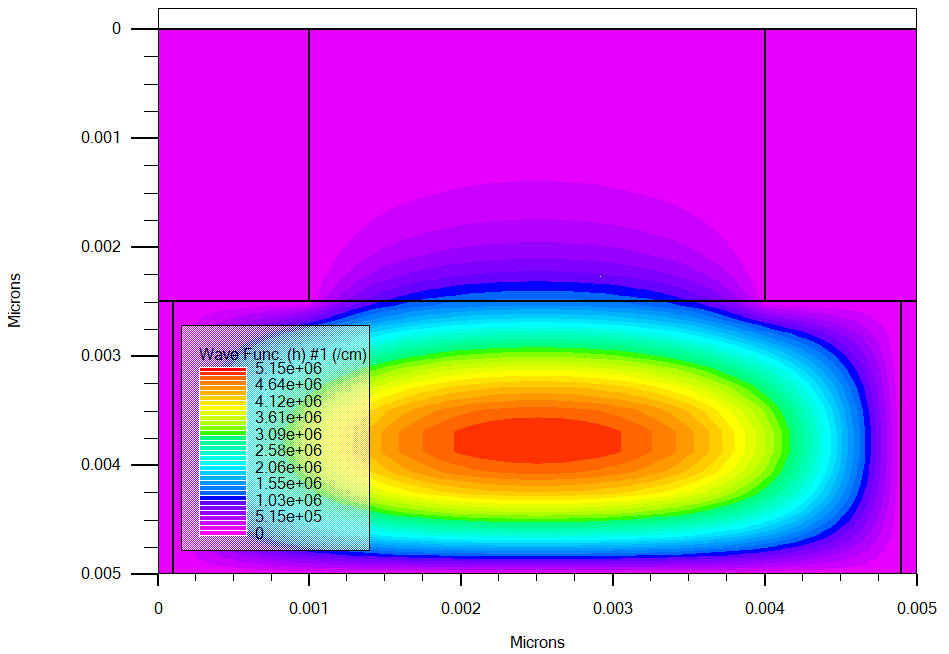 0
0.001
0.002
Microns
0.003
Wave Func. (h) #1 (/cm)
5.15e+06
4.64e+06
4.12e+06
3.61e+06
3.09e+06
2.58e+06
2.06e+06
1.55e+06
1.03e+06
5.15e+05
0
0.004
0.005
0 0.001 0.002 0.003 0.004 0.005
Microns